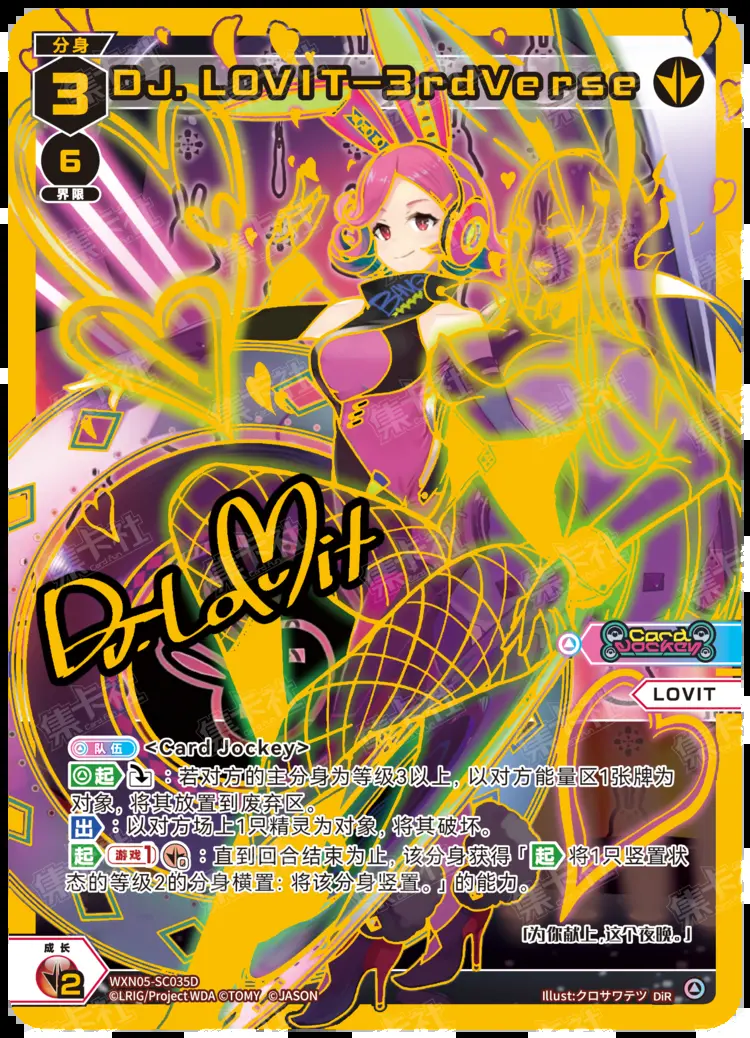 分身
3
DJ. LOVIT-3rdVerse
6
界限
BANG
DJ.LOVIT
Card
Jockey
LOVIT
队伍 <Card Jockey>
起 : 若对方的主分身为等级3以上, 以对方能量区1张牌为
对象, 将其放置到废弃区。
出 : 以对方场上1只精灵为对象, 将其破坏。
起 游戏1 0 : 直到回合结束为止, 该分身获得「起 将1只竖置状
态的等级2的分身横置: 将该分身竖置。」的能力。
「为你献上,这个夜晚。」
成长
2
WXN05-SC035D
©LRIG/Project WDA ©TOMY ©JASON
Illust:クロサワテツ DiR
集卡社